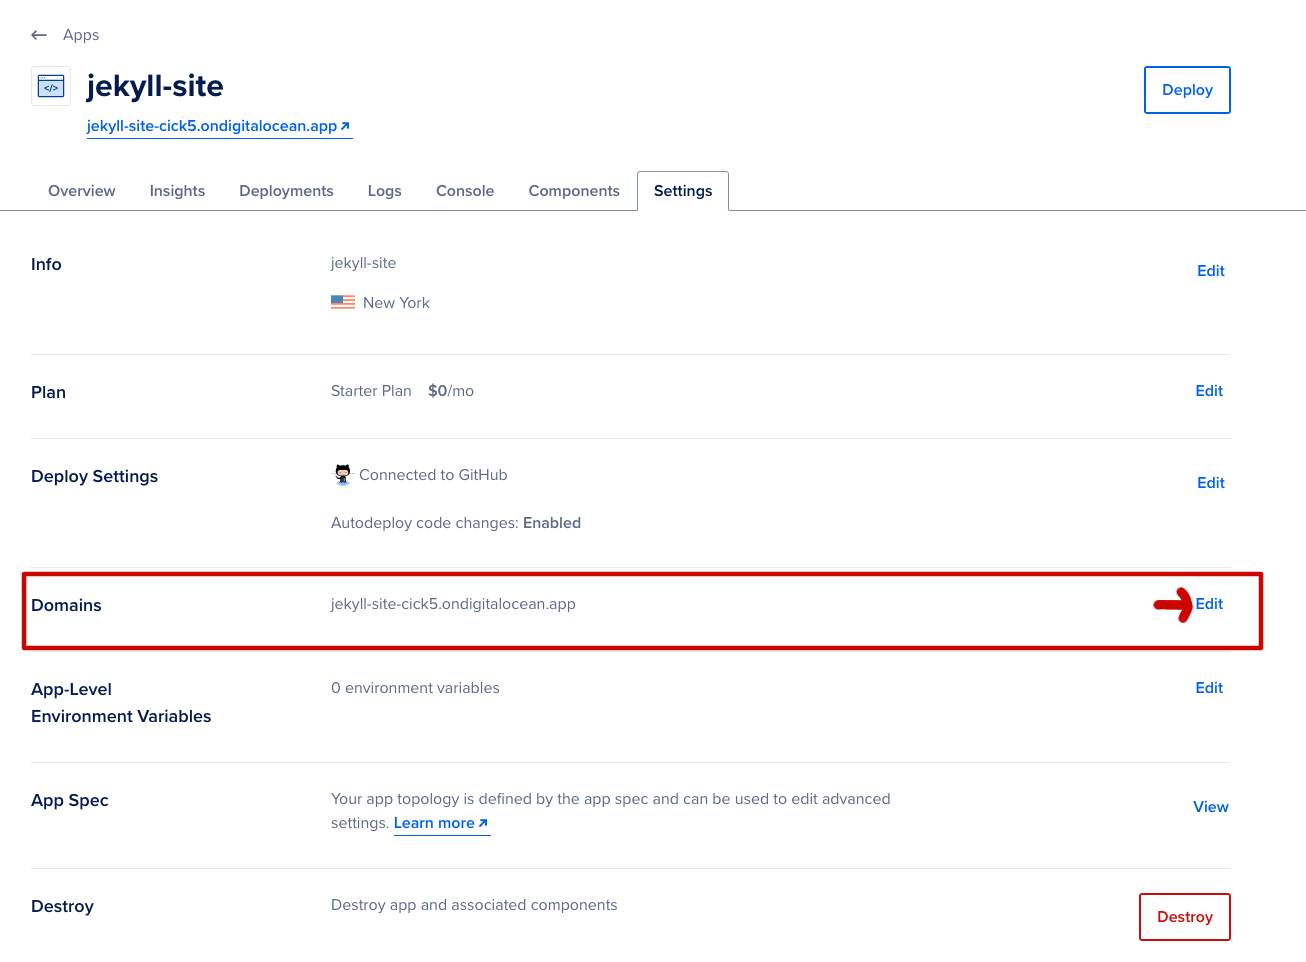 ← Apps
</>
jekyll-site
Deploy
jekyll-site-cick5.ondigitalocean.app
Overview Insights Deployments Logs Console Components Settings
Info
jekyll-site
Edit
New York
Plan
Starter Plan $0/mo
Edit
Deploy Settings
Connected to GitHub
Edit
Autodeploy code changes: Enabled
Domains
jekyll-site-cick5.ondigitalocean.app
Edit
App-Level
Environment Variables
0 environment variables
Edit
App Spec
Your app topology is defined by the app spec and can be used to edit advanced
settings. Learn more
View
Destroy
Destroy app and associated components
Destroy